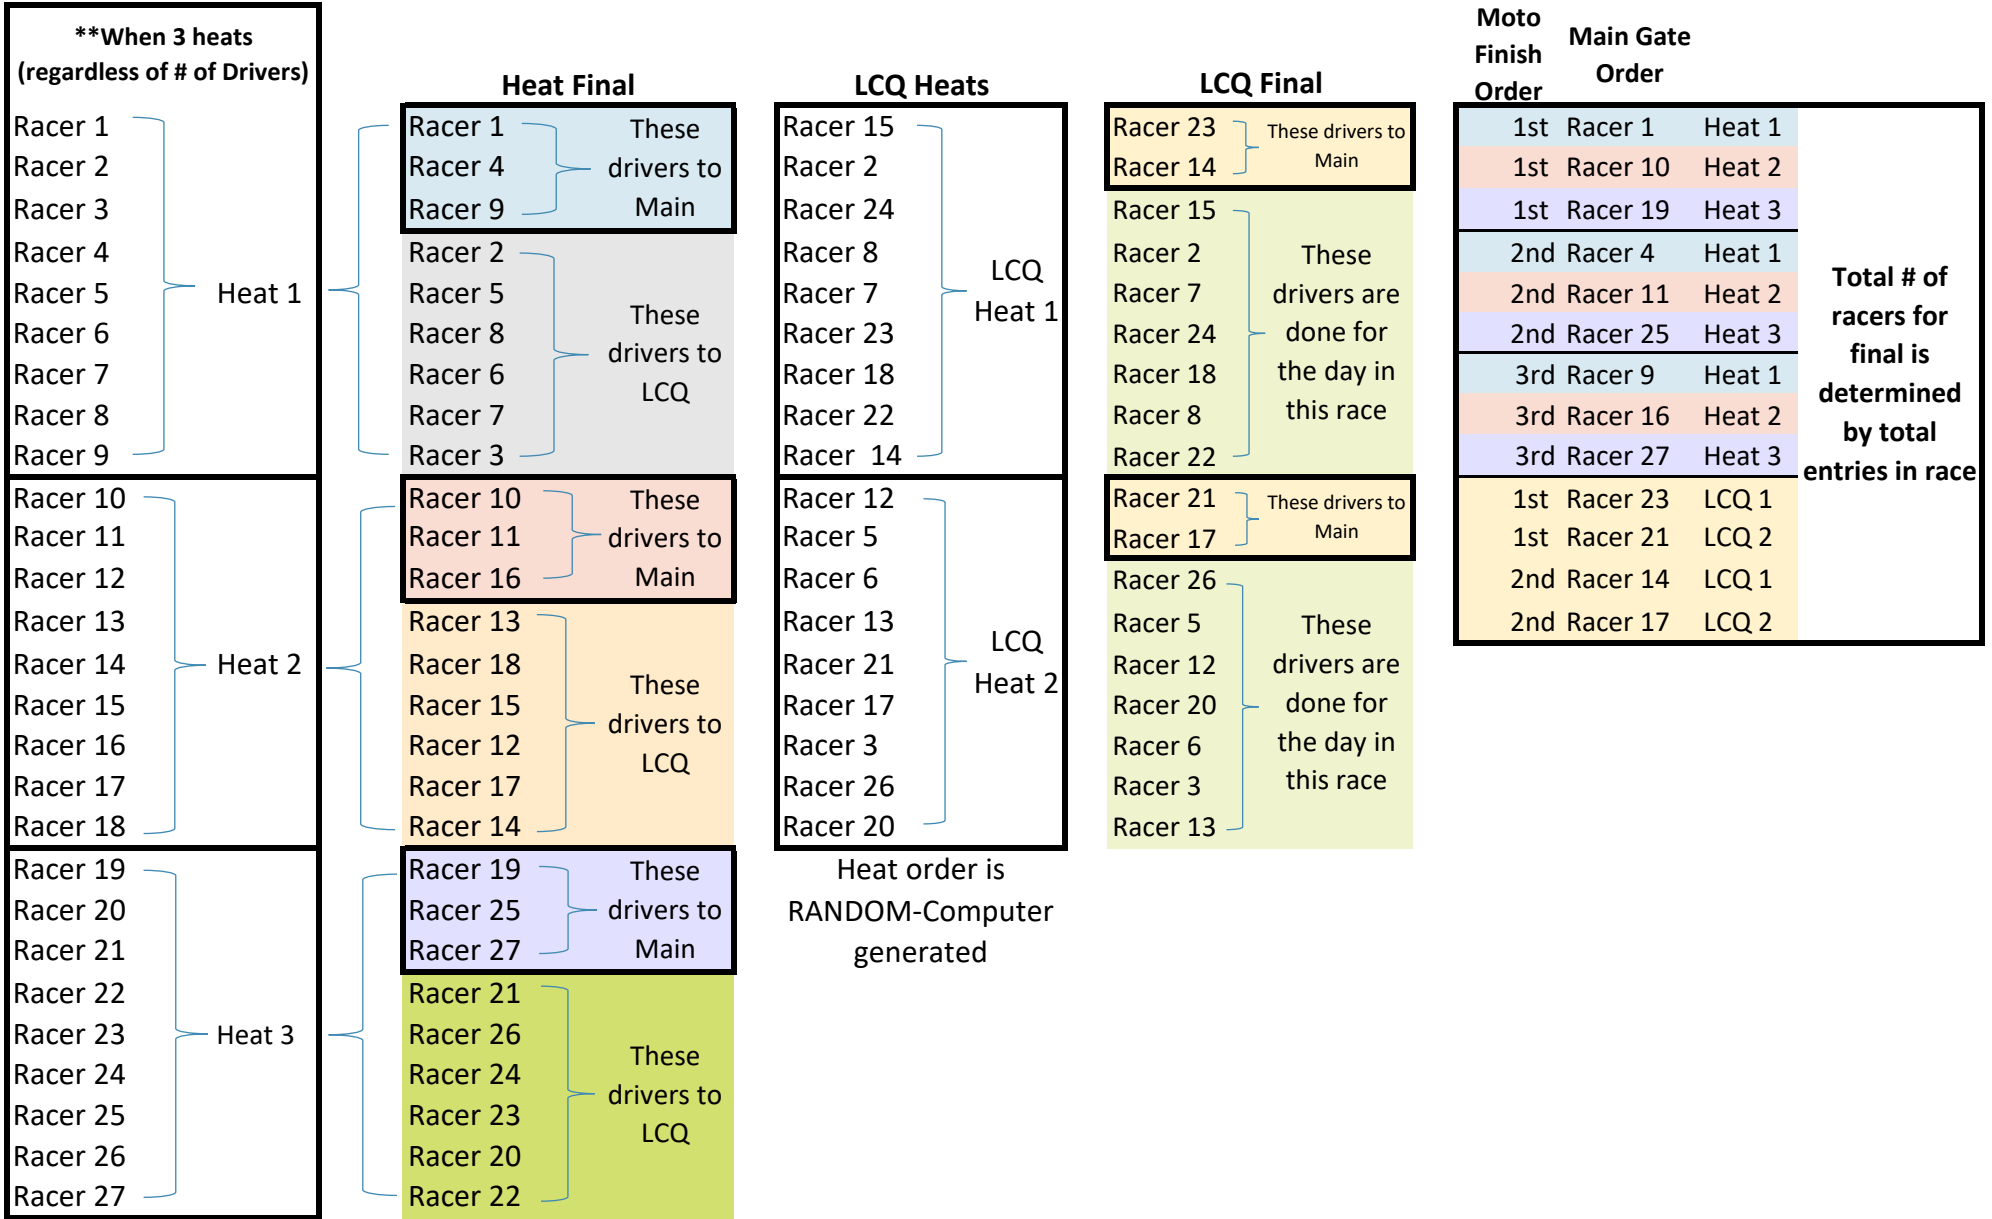 **When 3 heats
(regardless of # of Drivers)
Racer 1
Racer 2
Racer 3
Racer 4
Racer 5
Racer 6
Racer 7
Racer 8
Racer 9
Heat 1
Racer 10
Racer 11
Racer 12
Racer 13
Racer 14
Racer 15
Racer 16
Racer 17
Racer 18
Heat 2
Racer 19
Racer 20
Racer 21
Racer 22
Racer 23
Racer 24
Racer 25
Racer 26
Racer 27
Heat 3
Heat Final
Racer 1
Racer 4
Racer 9
These
drivers to
Main
Racer 2
Racer 5
Racer 8
Racer 6
Racer 7
Racer 3
These
drivers to
LCQ
Racer 10
Racer 11
Racer 16
These
drivers to
Main
Racer 13
Racer 18
Racer 15
Racer 12
Racer 17
Racer 14
These
drivers to
LCQ
Racer 19
Racer 25
Racer 27
These
drivers to
Main
Racer 21
Racer 26
Racer 24
Racer 23
Racer 20
Racer 22
These
drivers to
LCQ
LCQ Heats
Racer 15
Racer 2
Racer 24
Racer 8
Racer 7
Racer 23
Racer 18
Racer 22
Racer 14
LCQ
Heat 1
Racer 12
Racer 5
Racer 6
Racer 13
Racer 21
Racer 17
Racer 3
Racer 26
Racer 20
LCQ
Heat 2
Heat order is
RANDOM-Computer
generated
LCQ Final
Racer 23
Racer 14
These drivers to
Main
Racer 15
Racer 2
Racer 7
Racer 24
Racer 18
Racer 8
Racer 22
These
drivers are
done for
the day in
this race
Racer 21
Racer 17
These drivers to
Main
Racer 26
Racer 5
Racer 12
Racer 20
Racer 6
Racer 3
Racer 13
These
drivers are
done for
the day in
this race
Moto
Finish
Order
Main Gate
Order
1st Racer 1 Heat 1
1st Racer 10 Heat 2
1st Racer 19 Heat 3
2nd Racer 4 Heat 1
2nd Racer 11 Heat 2
2nd Racer 25 Heat 3
3rd Racer 9 Heat 1
3rd Racer 16 Heat 2
3rd Racer 27 Heat 3
1st Racer 23 LCQ 1
1st Racer 21 LCQ 2
2nd Racer 14 LCQ 1
2nd Racer 17 LCQ 2
Total # of
racers for
final is
determined
by total
entries in race